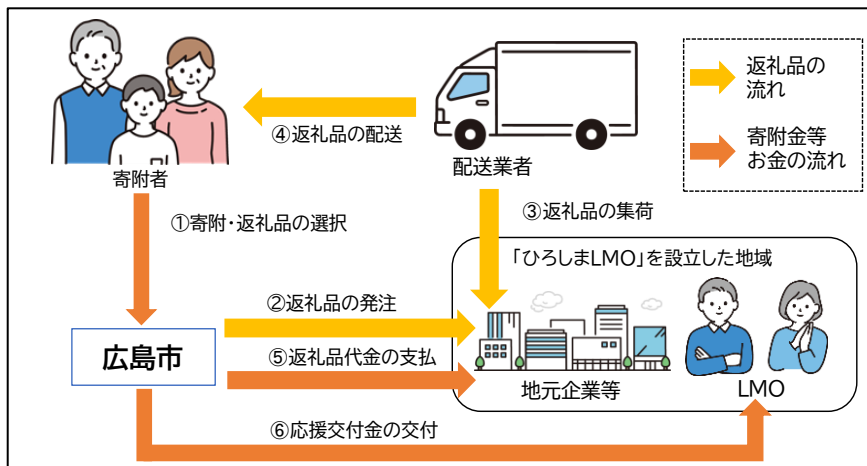 返礼品の
流れ
寄附金等
お金の流れ
④返礼品の配送
寄附者
配送業者
①寄附・返礼品の選択
③返礼品の集荷
「ひろしまLMO」を設立した地域
②返礼品の発注
広島市
⑤返礼品代金の支払
地元企業等
LMO
⑥応援交付金の交付